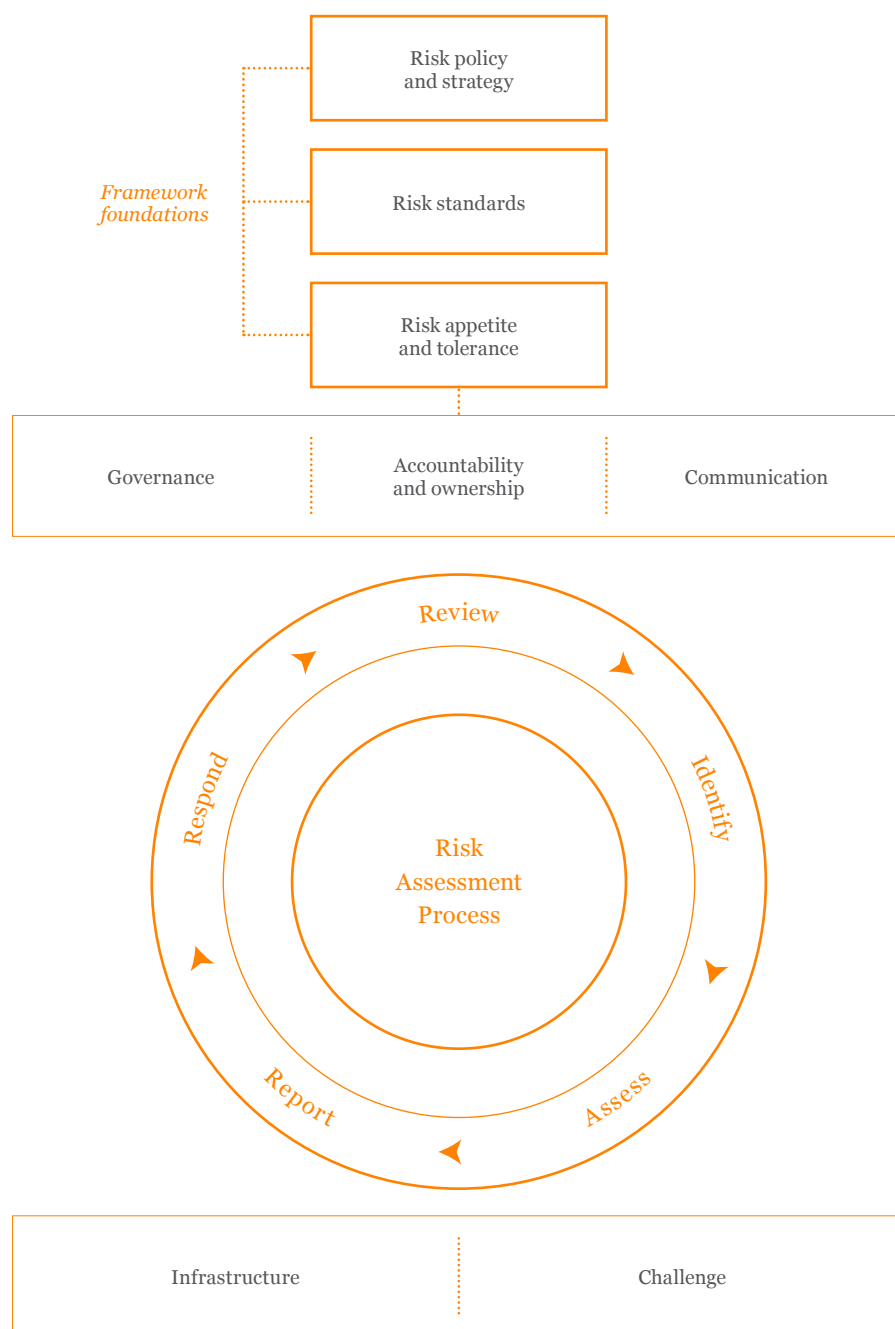 Risk policy
and strategy
Framework
foundations
Risk standards
Risk appetite
and tolerance
Governance
Accountability
and ownership
Communication
Review
Identify
Assess
Report
Respond
Risk
Assessment
Process
Infrastructure
Challenge